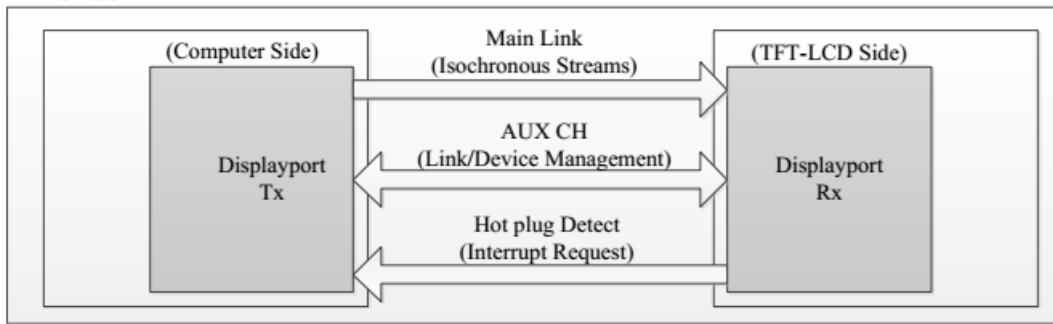 (Computer Side)
Main Link
(Isochronous Streams)
(TFT-LCD Side)
AUX CH
(Link/Device Management)
Displayport
Tx
Displayport
Rx
Hot plug Detect
(Interrupt Request)